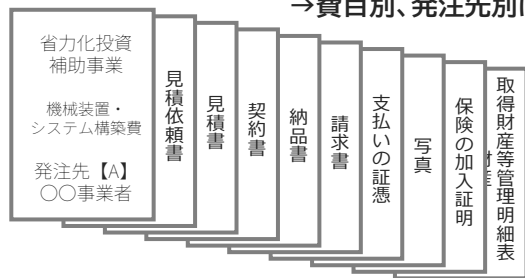 →費目別、発注先別に
省力化投資
補助事業
機械装置・
システム構築費
発注先【A】
〇〇事業者
見積依頼書
見積書
契約書
納品書
請求書
支払いの証憑
写真
保険の加入証明
取得財産等管理明細表